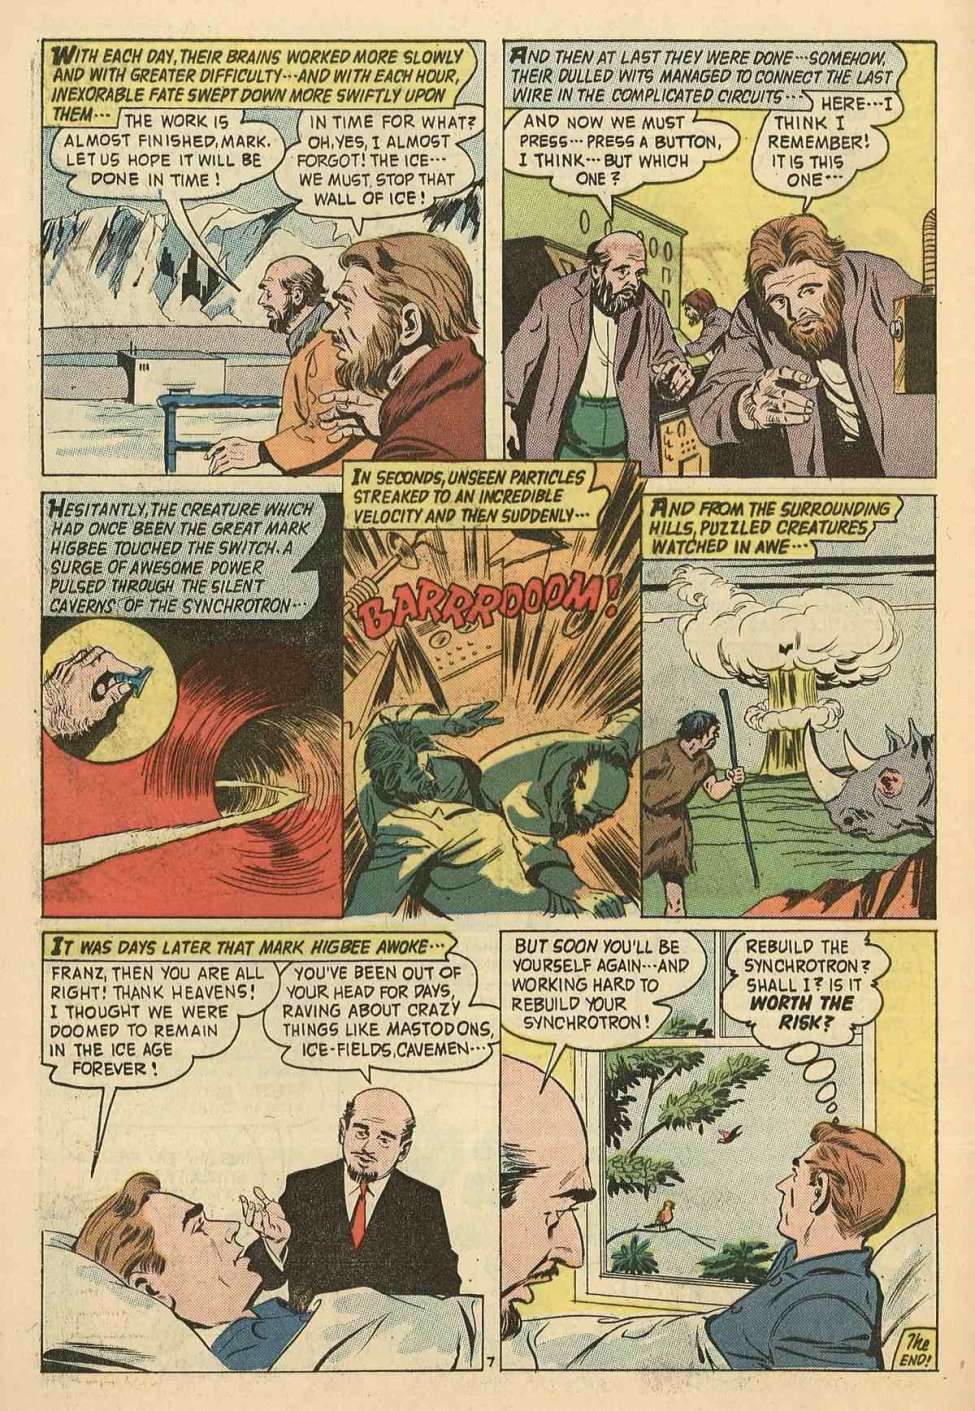 WITH EACH DAY, THEIR BRAINS WORKED MORE SLOWLY
AND WITH GREATER DIFFICULTY---AND WITH EACH HOUR,
INEXORABLE FATE SWEPT DOWN MORE SWIFTLY UPON
THEM---
THE WORK IS
ALMOST FINISHED, MARK.
LET US HOPE IT WILL BE
DONE IN TIME!
IN TIME FOR WHAT?
OH, YES, I ALMOST
FORGOT! THE ICE---
WE MUST STOP THAT
WALL OF ICE!
AND THEN AT LAST THEY WERE DONE---SOMEHOW,
THEIR DULLED WITS MANAGED TO CONNECT THE LAST
WIRE IN THE COMPLICATED CIRCUITS---
AND NOW WE MUST
PRESS---PRESS A BUTTON,
I THINK---BUT WHICH
ONE?
HERE---I
THINK I
REMEMBER!
IT IS THIS
ONE---
HESITANTLY, THE CREATURE WHICH
HAD ONCE BEEN THE GREAT MARK
HIGBEE TOUCHED THE SWITCH. A
SURGE OF AWESOME POWER
PULSED THROUGH THE SILENT
CAVERNS OF THE SYNCHROTRON---
IN SECONDS, UNSEEN PARTICLES
STREAKED TO AN INCREDIBLE
VELOCITY AND THEN SUDDENLY---
BARRRROOOM!
AND FROM THE SURROUNDING
HILLS, PUZZLED CREATURES
WATCHED IN AWE---
IT WAS DAYS LATER THAT MARK HIGBEE AWOKE---
FRANZ, THEN YOU ARE ALL
RIGHT! THANK HEAVENS!
I THOUGHT WE WERE
DOOMED TO REMAIN
IN THE ICE AGE
FOREVER!
YOU'VE BEEN OUT OF
YOUR HEAD FOR DAYS,
RAVING ABOUT CRAZY
THINGS LIKE MASTODONS,
ICE-FIELDS, CAVEMEN---
BUT SOON YOU'LL BE
YOURSELF AGAIN---AND
WORKING HARD TO
REBUILD YOUR
SYNCHROTRON!
REBUILD THE
SYNCHROTRON?
SHALL I? IS IT
WORTH THE
RISK?
7
The
END!